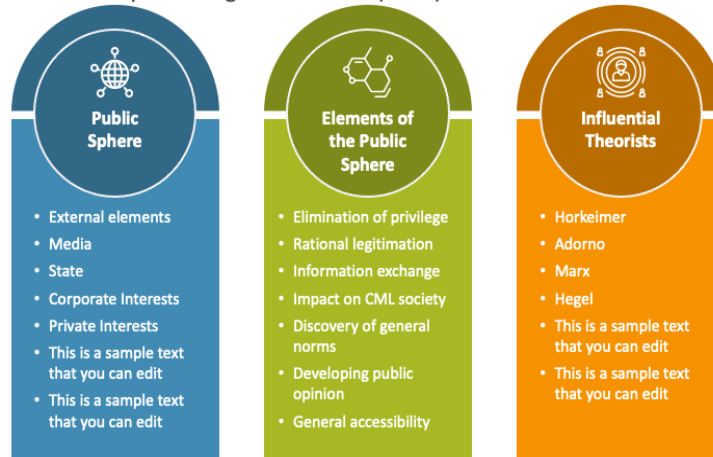 Public
Sphere
• External elements
• Media
• State
• Corporate Interests
• Private Interests
• This is a sample text
that you can edit
• This is a sample text
that you can edit
Elements of
the Public
Sphere
• Elimination of privilege
• Rational legitimation
• Information exchange
• Impact on CML society
• Discovery of general
norms
• Developing public
opinion
• General accessibility
Influential
Theorists
• Horkeimer
• Adorno
• Marx
• Hegel
• This is a sample text
that you can edit
• This is a sample text
that you can edit